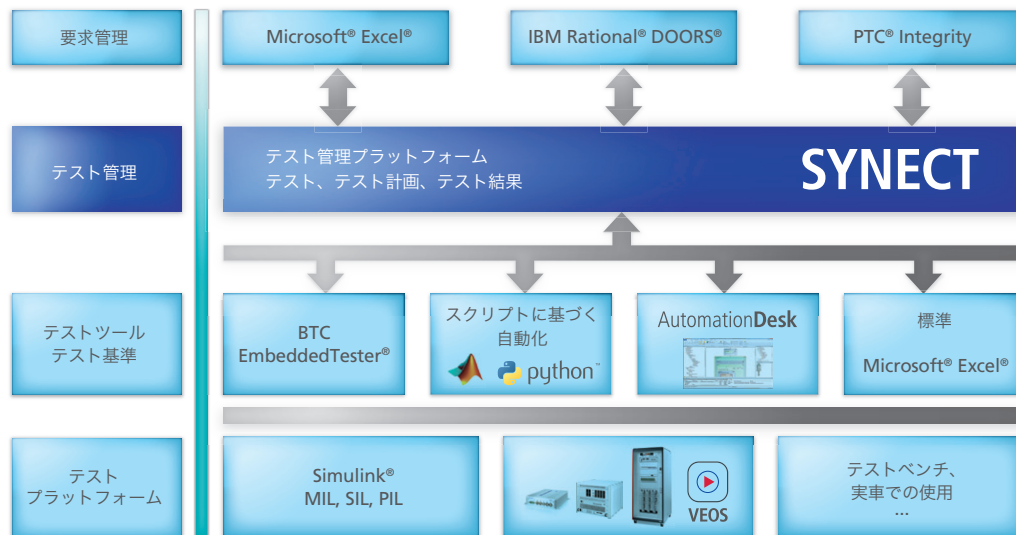 要求管理
Microsoft® Excel®
IBM Rational® DOORS®
PTC® Integrity
テスト管理
テスト管理プラットフォーム
テスト、テスト計画、テスト結果
SYNECT
テストツール
テスト基準
BTC
EmbeddedTester®
スクリプトに基づく
自動化
python™
AutomationDesk
標準
Microsoft® Excel®
テスト
プラットフォーム
Simulink®
MIL, SIL, PIL
VEOS
テストベンチ、
実車での使用
...